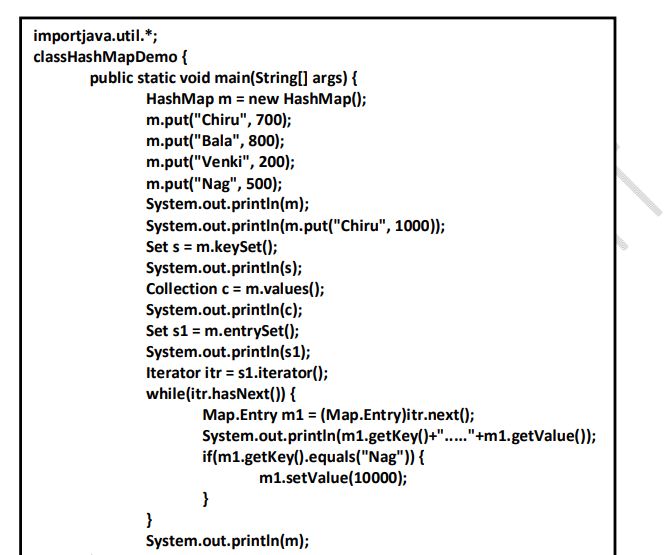 importjava.util.*;
classHashMapDemo {
public static void main(String[] args) {
HashMap m = new HashMap();
m.put("Chiru", 700);
m.put("Bala", 800);
m.put("Venki", 200);
m.put("Nag", 500);
System.out.println(m);
System.out.println(m.put("Chiru", 1000));
Set s = m.keySet();
System.out.println(s);
Collection c = m.values();
System.out.println(c);
Set s1 = m.entrySet();
System.out.println(s1);
Iterator itr = s1.iterator();
while(itr.hasNext()) {
Map.Entry m1 = (Map.Entry)itr.next();
System.out.println(m1.getKey()+"....."+m1.getValue());
if(m1.getKey().equals("Nag")) {
m1.setValue(10000);
}
}
System.out.println(m);